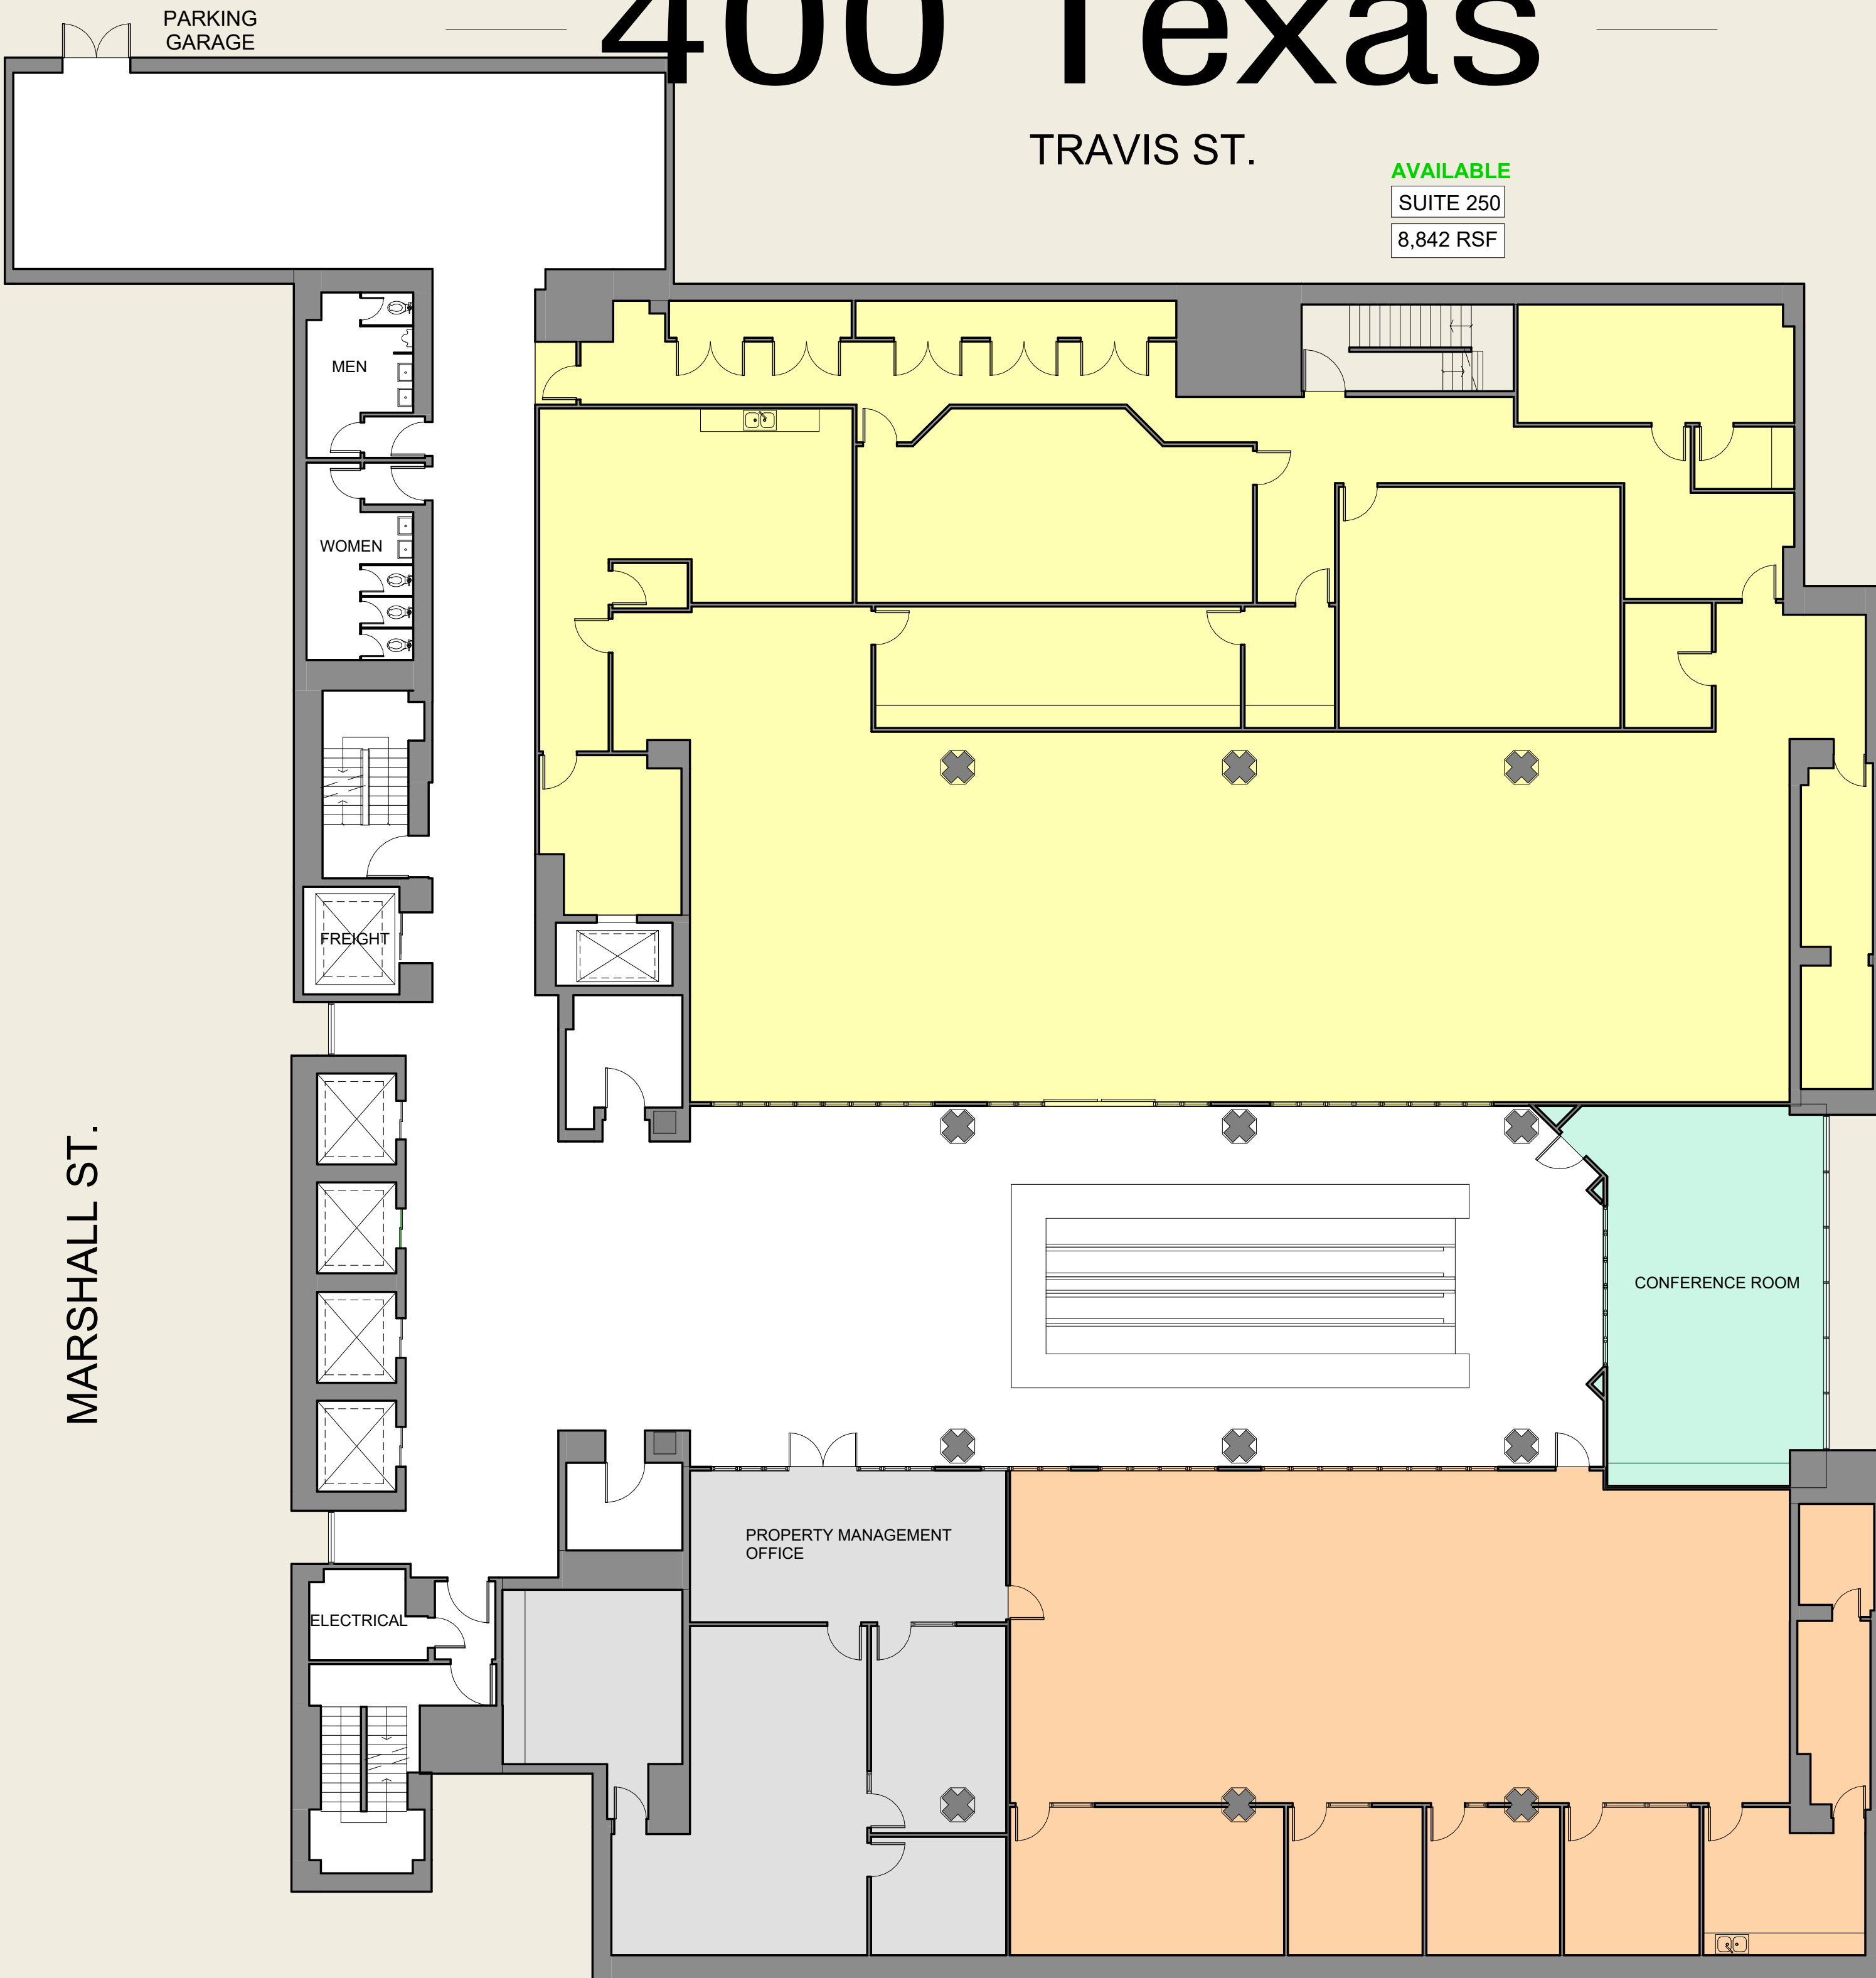 PARKING
GARAGE
400 Texas
TRAVIS ST.
AVAILABLE
SUITE 250
8,842 RSF
MEN
WOMEN
FREIGHT
MARSHALL ST.
CONFERENCE ROOM
PROPERTY MANAGEMENT
OFFICE
ELECTRICAL